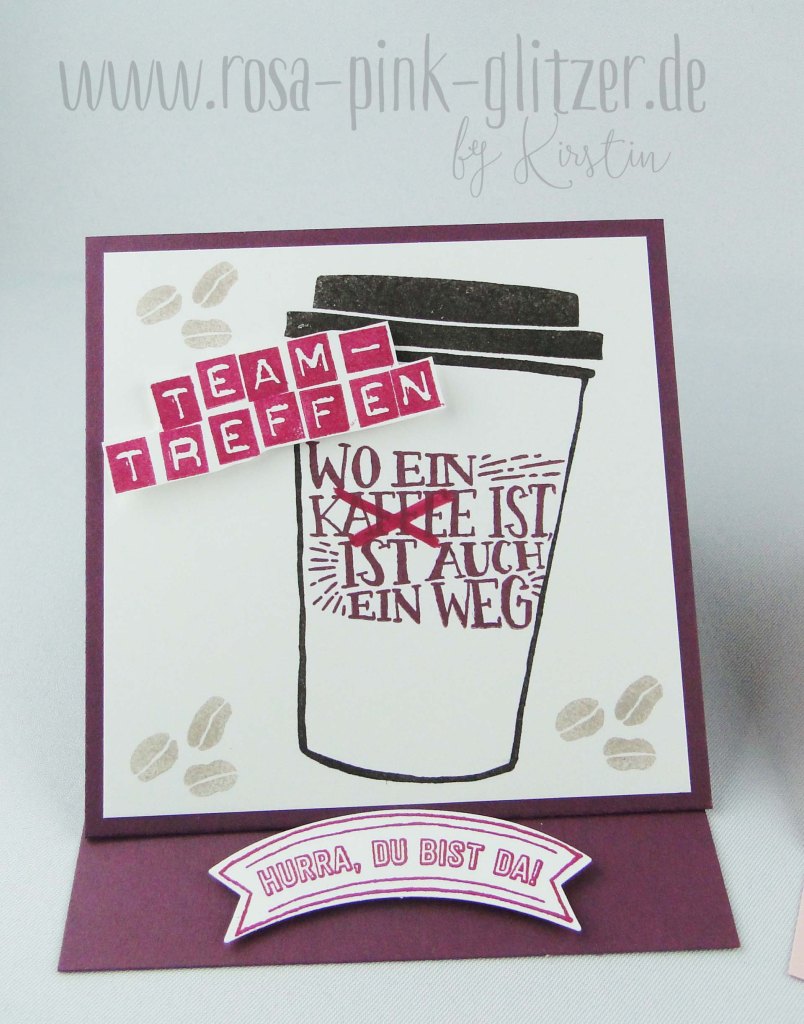 www.rosa-pink-glitzer.de
by Kirstin
TEAM-
TREFFEN
WO EIN
KAFFEE IST,
IST AUCH
EIN WEG
HURRA, DU BIST DA!